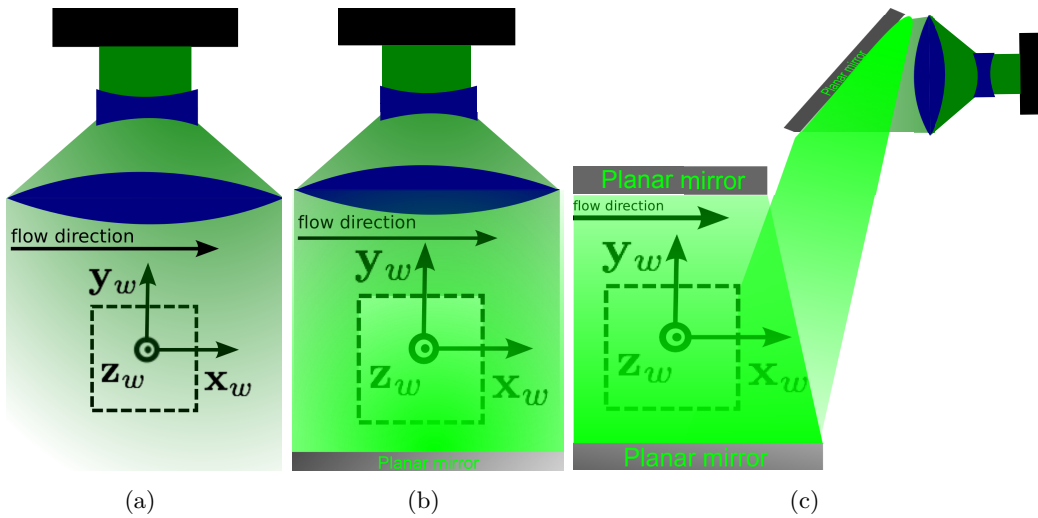 flow direction
y_w
z_w
x_w
(a)
flow direction
y_w
z_w
x_w
Planar mirror
(b)
Planar mirror
Planar mirror
flow direction
y_w
z_w
x_w
Planar mirror
(c)